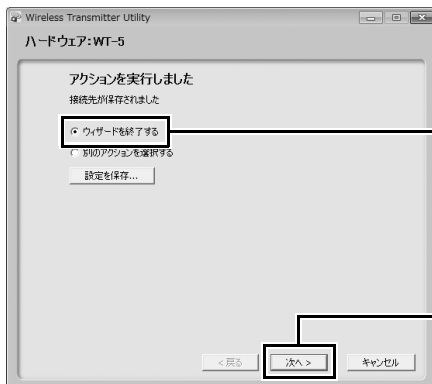 Wireless Transmitter Utility
ハードウェア：WT-5
アクションを実行しました
接続先が保存されました
ウィザードを終了する
別のアクションを選択する
設定を保存...
< 戻る
次へ >
キャンセル